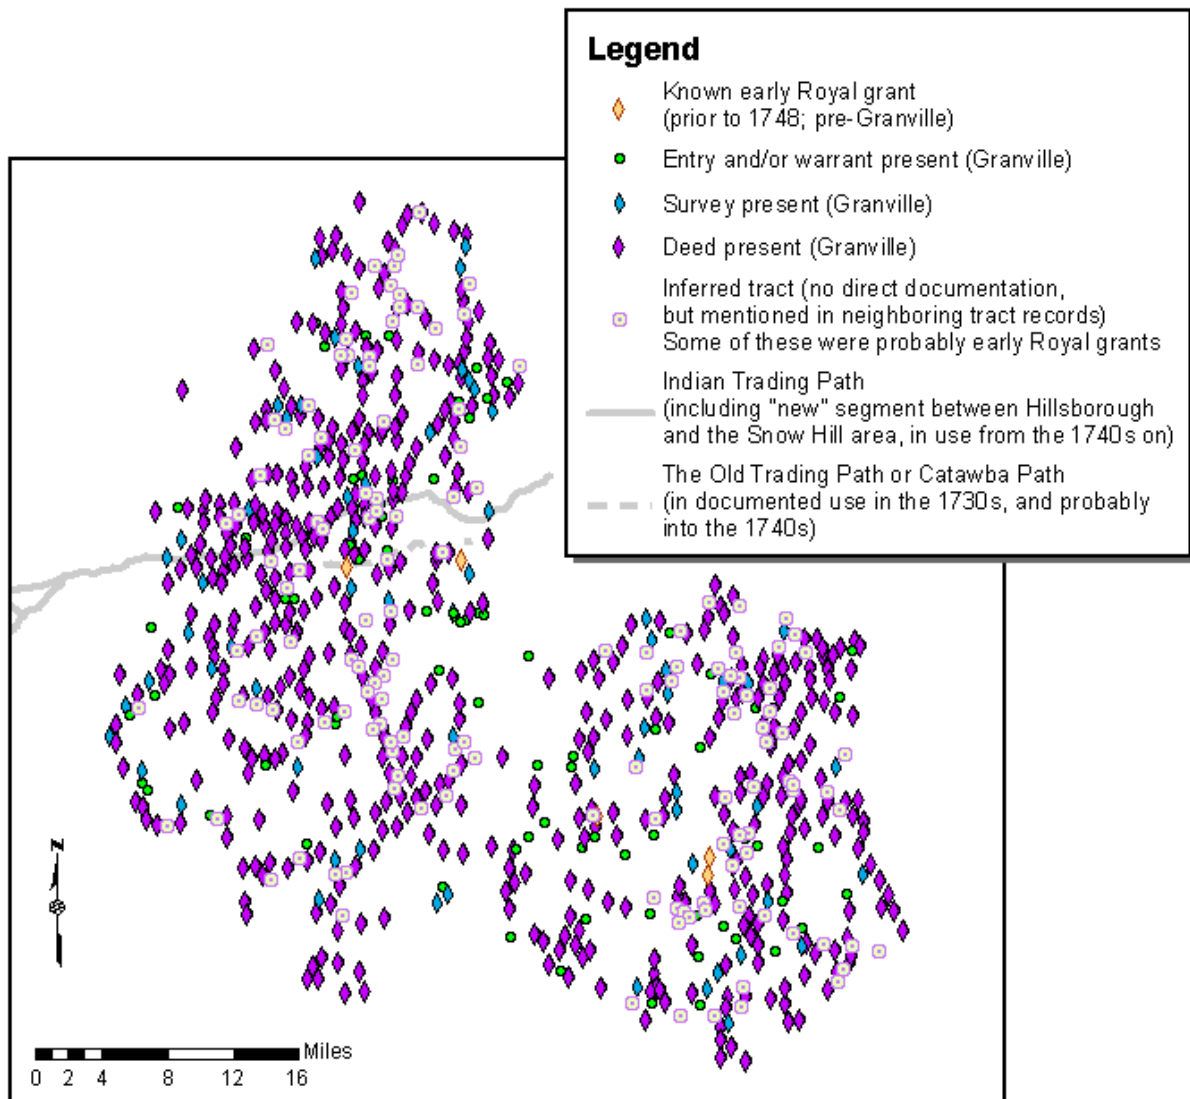 Legend
Known early Royal grant
(prior to 1748; pre-Granville)
Entry and/or warrant present (Granville)
Survey present (Granville)
Deed present (Granville)
Inferred tract (no direct documentation,
but mentioned in neighboring tract records)
Some of these were probably early Royal grants
Indian Trading Path
(including "new" segment between Hillsborough
and the Snow Hill area, in use from the 1740s on)
The Old Trading Path or Catawba Path
(in documented use in the 1730s, and probably
into the 1740s)
N
Miles
0 2 4 8 12 16